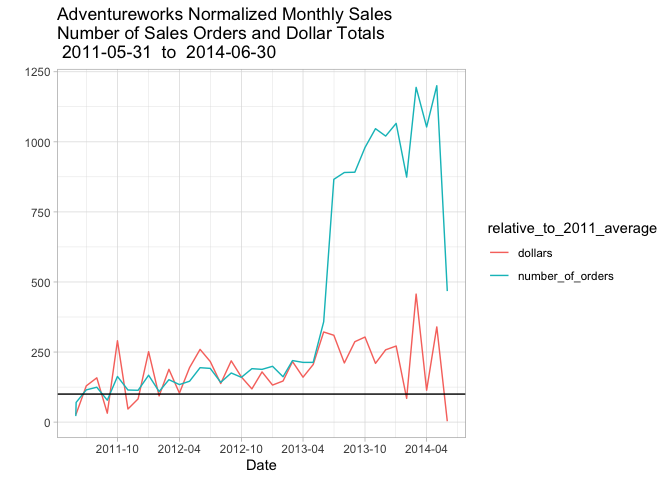 Adventureworks Normalized Monthly Sales
Number of Sales Orders and Dollar Totals
2011-05-31 to 2014-06-30
1250
1000
750
500
250
0
2011-10
2012-04
2012-10
2013-04
2013-10
2014-04
Date
relative_to_2011_average
dollars
number_of_orders